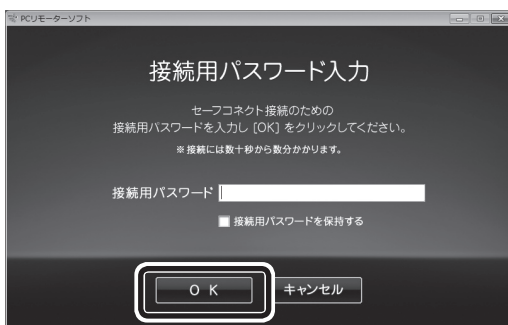 PCリモーターソフト
接続用パスワード入力
セーフコネクト接続のための
接続用パスワードを入力し［OK］をクリックしてください。
※接続には数十秒から数分かかります。
接続用パスワード
接続用パスワードを保持する
OK キャンセル